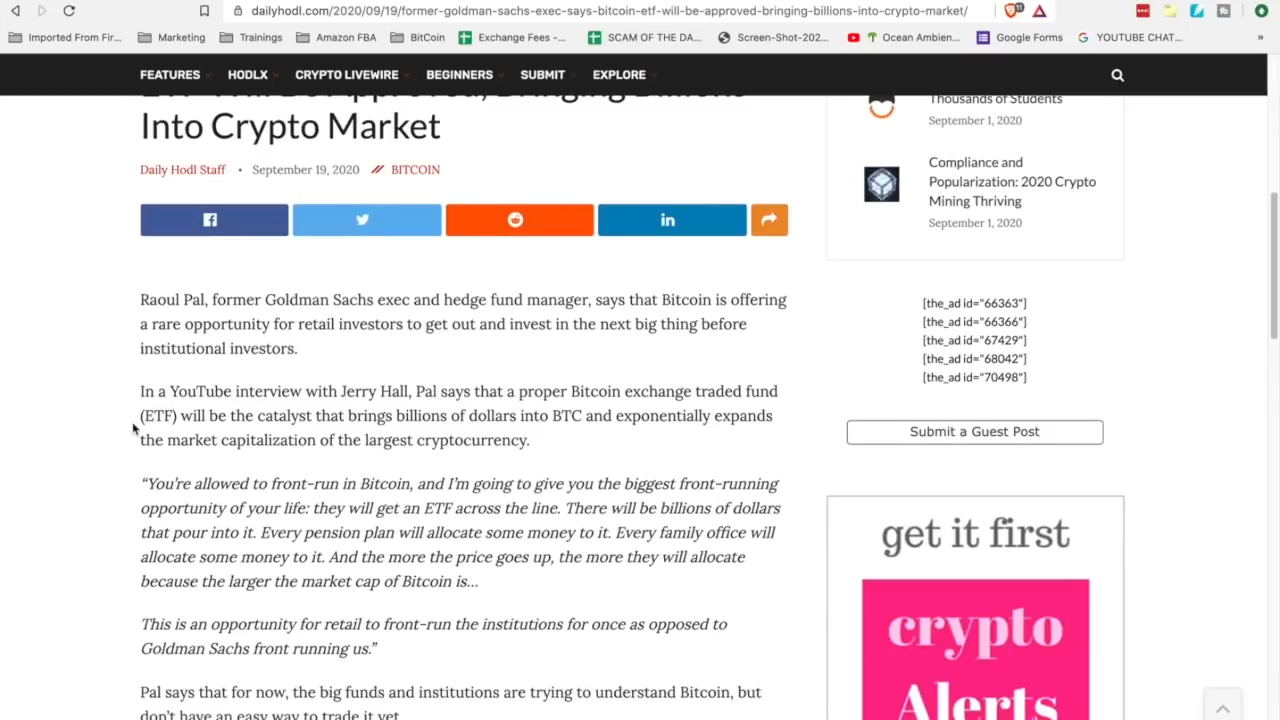 dailyhodl.com/2020/09/19/former-goldman-sachs-exec-says-bitcoin-etf-will-be-approved-bringing-billions-into-crypto-market/
11
Imported From Fir... Marketing Trainings Amazon FBA BitCoin Exchange Fees -... SCAM OF THE DA... Screen-Shot-202... Ocean Ambien... Google Forms YOUTUBE CHAT... »
FEATURES HODLX CRYPTO LIVEWIRE BEGINNERS SUBMIT EXPLORE
ETF Will Be Approved, Bringing Billions
Into Crypto Market
Daily Hodl Staff • September 19, 2020 // BITCOIN
f in
Raoul Pal, former Goldman Sachs exec and hedge fund manager, says that Bitcoin is offering
a rare opportunity for retail investors to get out and invest in the next big thing before
institutional investors.
In a YouTube interview with Jerry Hall, Pal says that a proper Bitcoin exchange traded fund
(ETF) will be the catalyst that brings billions of dollars into BTC and exponentially expands
the market capitalization of the largest cryptocurrency.
“You’re allowed to front-run in Bitcoin, and I’m going to give you the biggest front-running
opportunity of your life: they will get an ETF across the line. There will be billions of dollars
that pour into it. Every pension plan will allocate some money to it. Every family office will
allocate some money to it. And the more the price goes up, the more they will allocate
because the larger the market cap of Bitcoin is…
This is an opportunity for retail to front-run the institutions for once as opposed to
Goldman Sachs front running us.”
Pal says that for now, the big funds and institutions are trying to understand Bitcoin, but
don’t have an easy way to trade it yet
Thousands of Students
September 1, 2020
Compliance and
Popularization: 2020 Crypto
Mining Thriving
September 1, 2020
[the_ad id="66363"]
[the_ad id="66366"]
[the_ad id="67429"]
[the_ad id="68042"]
[the_ad id="70498"]
Submit a Guest Post
get it first
crypto
Alerts